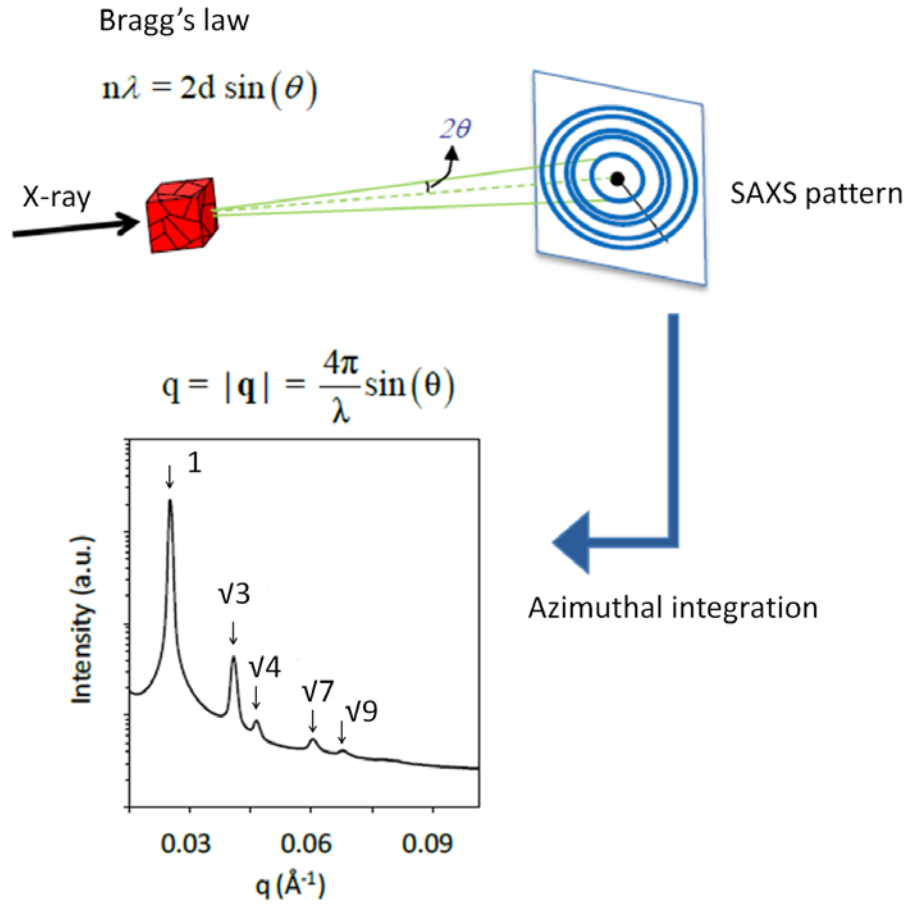 Bragg’s law
nλ = 2d sin(θ)
2θ
X-ray
SAXS pattern
q = |q| = 4π/λ sin(θ)
1
√3
√4
√7
√9
Intensity (a.u.)
Azimuthal integration
0.03 0.06 0.09
q (Å⁻¹)